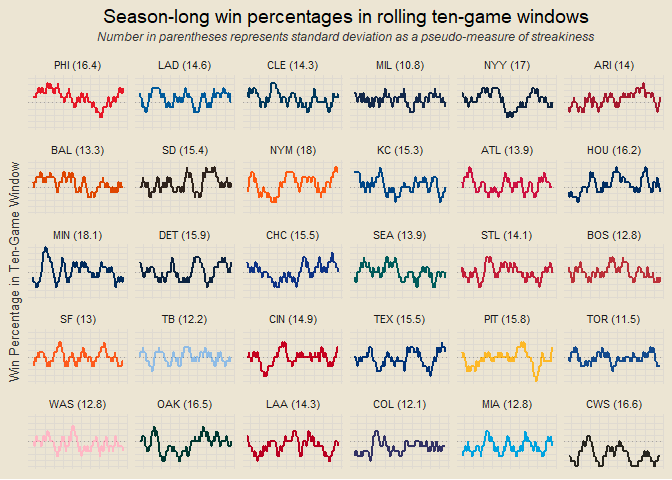 Season-long win percentages in rolling ten-game windows
Number in parentheses represents standard deviation as a pseudo-measure of streakiness
Win Percentage in Ten-Game Window
PHI (16.4) LAD (14.6) CLE (14.3) MIL (10.8) NYY (17) ARI (14)
BAL (13.3) SD (15.4) NYM (18) KC (15.3) ATL (13.9) HOU (16.2)
MIN (18.1) DET (15.9) CHC (15.5) SEA (13.9) STL (14.1) BOS (12.8)
SF (13) TB (12.2) CIN (14.9) TEX (15.5) PIT (15.8) TOR (11.5)
WAS (12.8) OAK (16.5) LAA (14.3) COL (12.1) MIA (12.8) CWS (16.6)